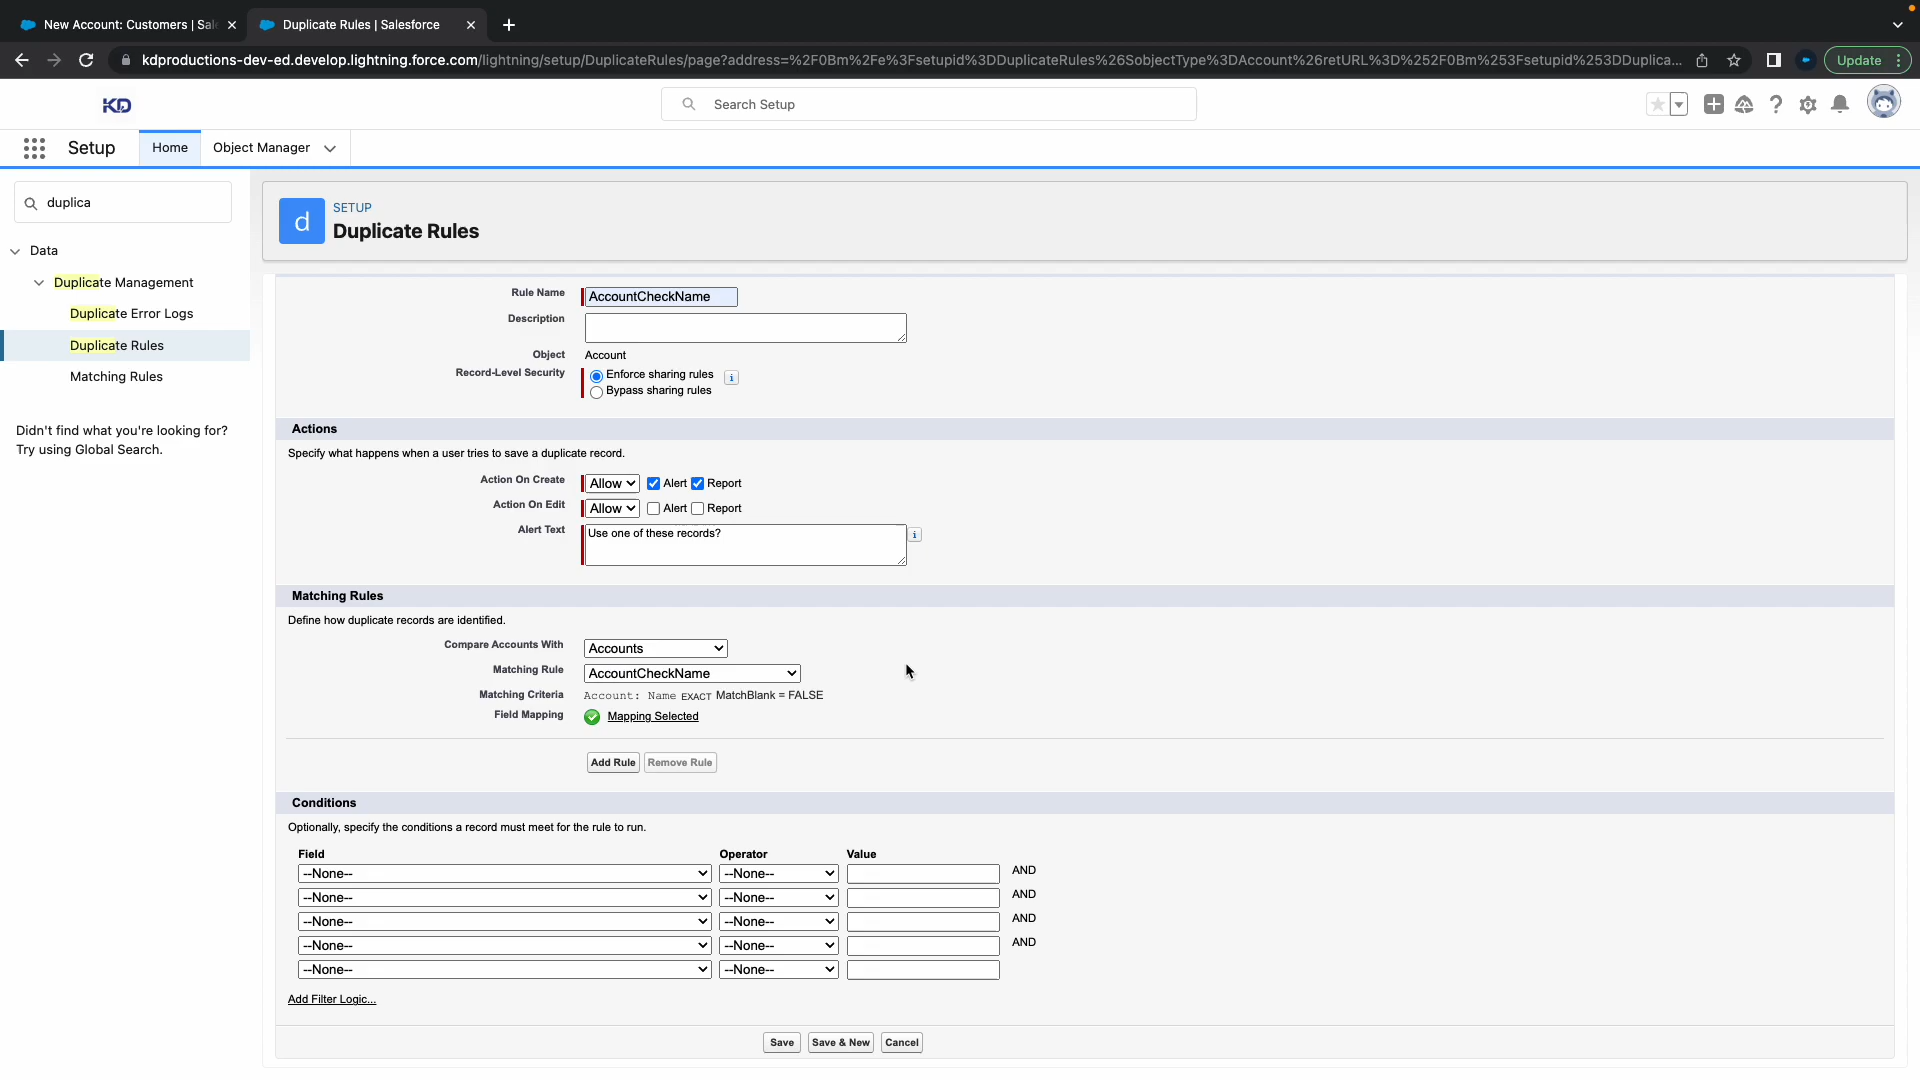 New Account: Customers | Sal
Duplicate Rules | Salesforce
kdproductions-dev-ed.develop.lightning.force.com/lightning/setup/DuplicateRules/page?address=%2F0Bm%2Fe%3Fsetupid%3DDuplicateRules%26SobjectType%3DAccount%26retURL%3D%252F0Bm%253Fsetupid%253DDuplica...
Update
KD
Search Setup
Setup
Home
Object Manager
duplica
Data
Duplicate Management
Duplicate Error Logs
Duplicate Rules
Matching Rules
Didn't find what you're looking for?
Try using Global Search.
d
SETUP
Duplicate Rules
Rule Name AccountCheckName
Description
Object Account
Record-Level Security Enforce sharing rules i
Bypass sharing rules
Actions
Specify what happens when a user tries to save a duplicate record.
Action On Create Allow Alert Report
Action On Edit Allow Alert Report
Alert Text Use one of these records? i
Matching Rules
Define how duplicate records are identified.
Compare Accounts With Accounts
Matching Rule AccountCheckName
Matching Criteria Account: Name EXACT MatchBlank = FALSE
Field Mapping Mapping Selected
Add Rule Remove Rule
Conditions
Optionally, specify the conditions a record must meet for the rule to run.
Field Operator Value
--None-- --None-- AND
--None-- --None-- AND
--None-- --None-- AND
--None-- --None-- AND
--None-- --None--
Add Filter Logic...
Save Save & New Cancel